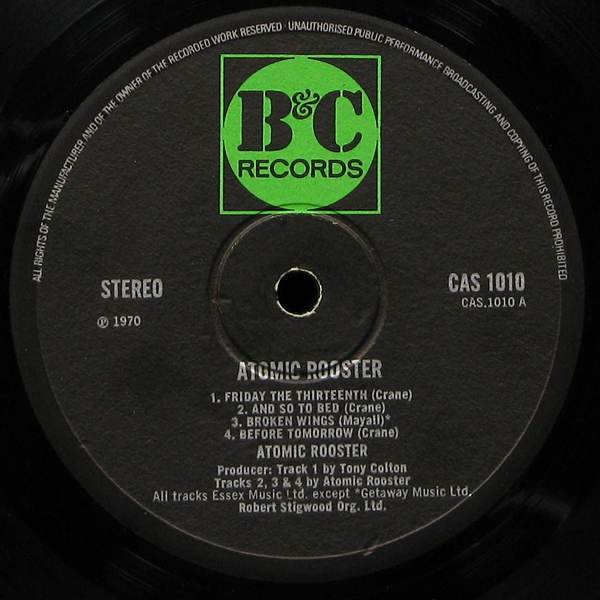 ALL RIGHTS OF THE MANUFACTURER AND OF THE OWNER OF THE RECORDED WORK RESERVED · UNAUTHORISED PUBLIC PERFORMANCE BROADCASTING AND COPYING OF THIS RECORD PROHIBITED
B&C
RECORDS
STEREO
℗ 1970
CAS 1010
CAS.1010 A
ATOMIC ROOSTER
1. FRIDAY THE THIRTEENTH (Crane)
2. AND SO TO BED (Crane)
3. BROKEN WINGS (Mayall)*
4. BEFORE TOMORROW (Crane)
ATOMIC ROOSTER
Producer: Track 1 by Tony Colton
Tracks 2, 3 & 4 by Atomic Rooster
All tracks Essex Music Ltd. except *Getaway Music Ltd.
Robert Stigwood Org. Ltd.